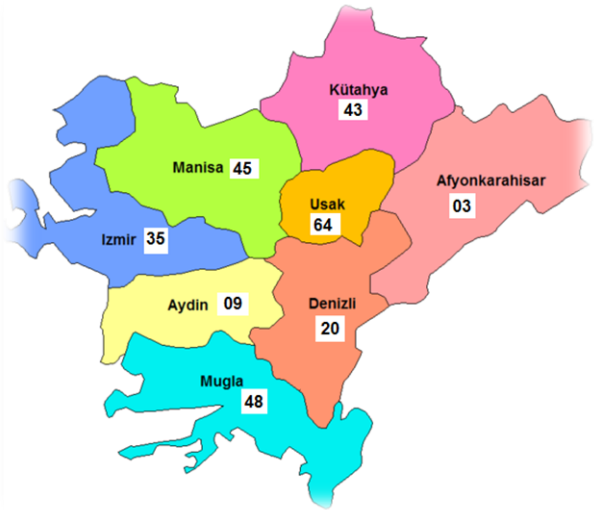 Kütahya
43
Manisa 45
Afyonkarahisar
03
Usak
64
Izmir 35
Aydin 09
Denizli
20
Mugla
48